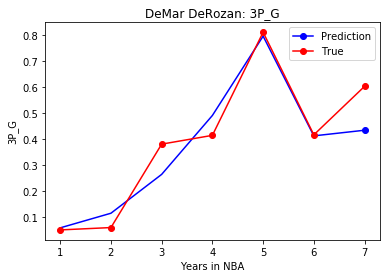 DeMar DeRozan: 3P_G
Prediction
True
3P_G
0.8
0.7
0.6
0.5
0.4
0.3
0.2
0.1
1 2 3 4 5 6 7
Years in NBA